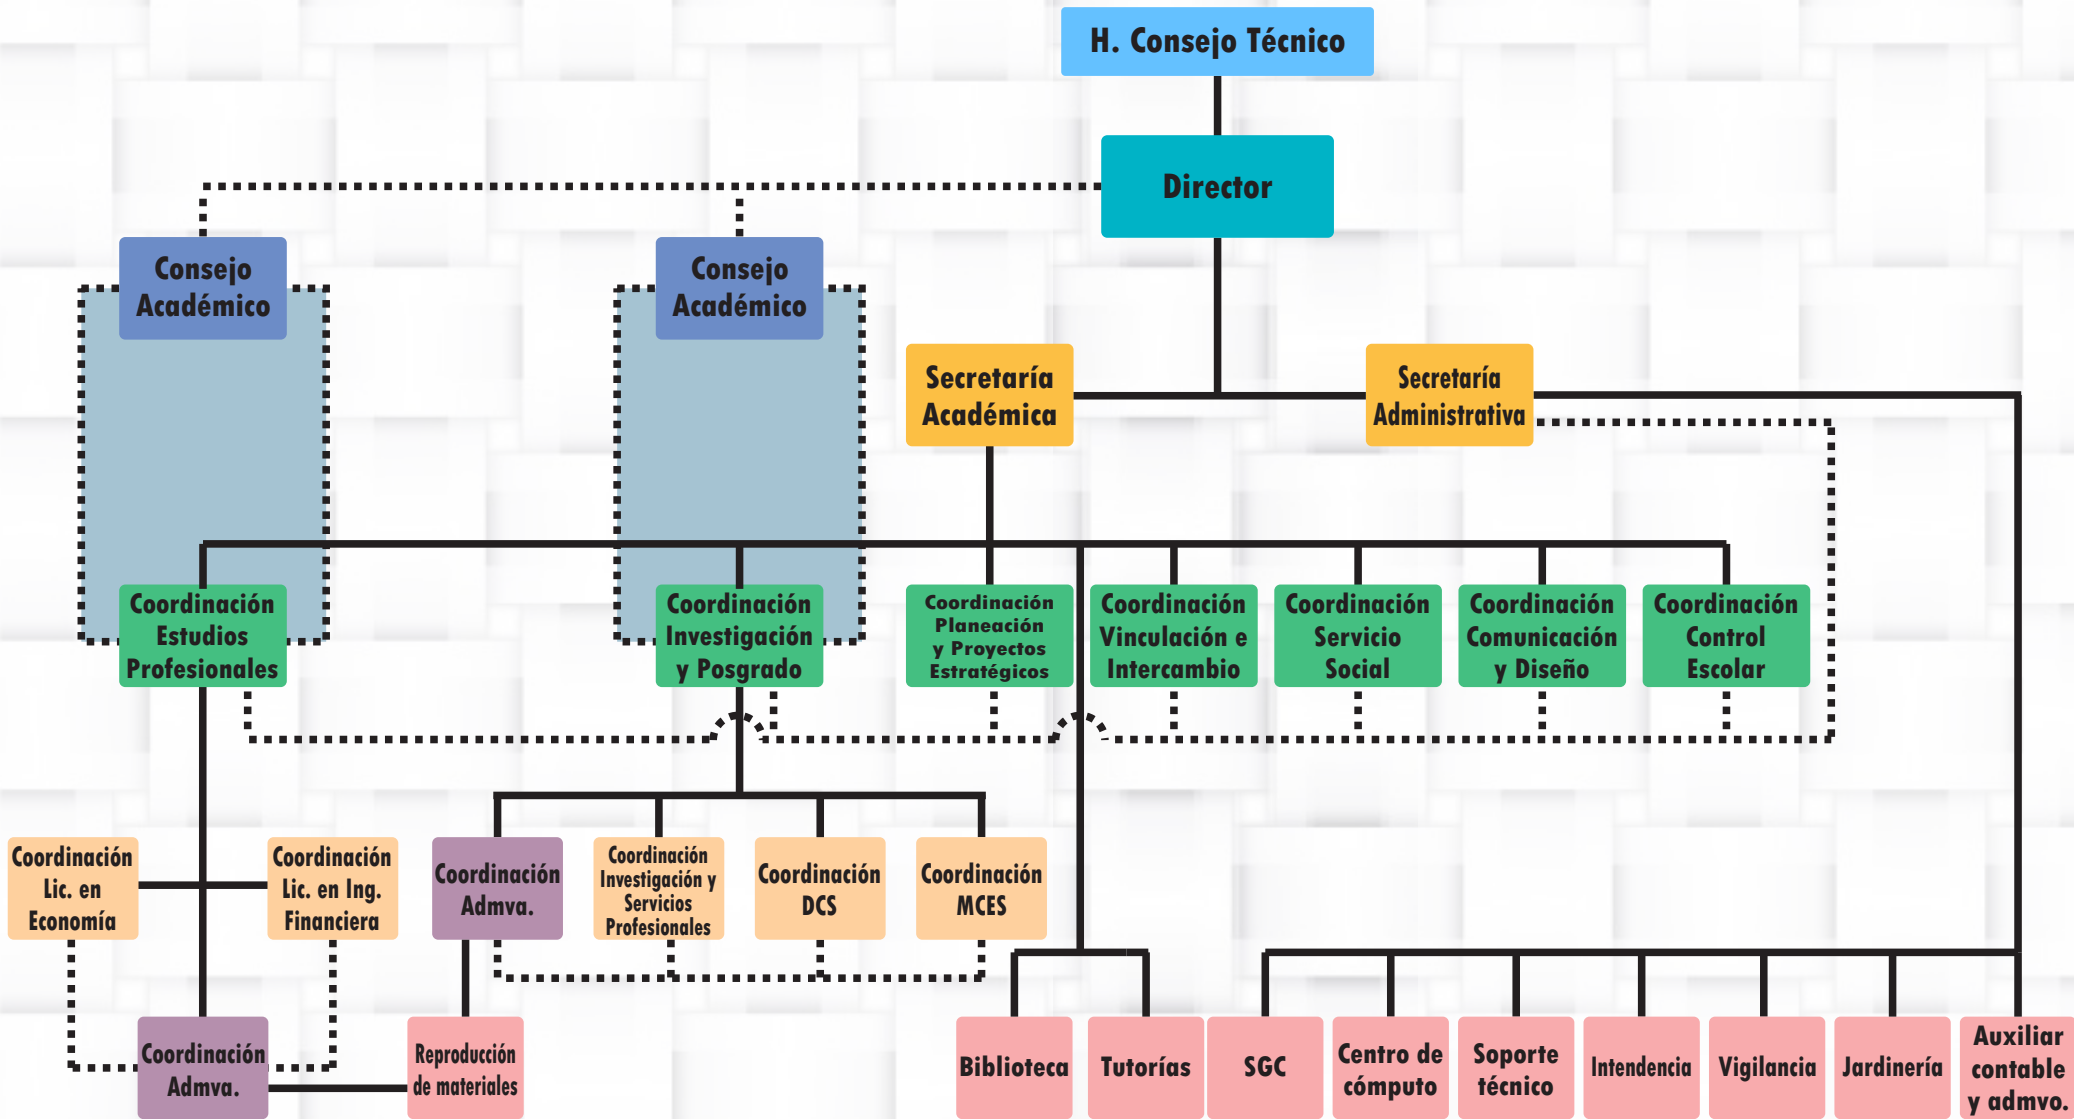 H. Consejo Técnico
Director
Consejo
Académico
Consejo
Académico
Secretaría
Académica
Secretaría
Administrativa
Coordinación
Estudios
Profesionales
Coordinación
Investigación
y Posgrado
Coordinación
Planeación
y Proyectos
Estratégicos
Coordinación
Vinculación e
Intercambio
Coordinación
Servicio
Social
Coordinación
Comunicación
y Diseño
Coordinación
Control
Escolar
Coordinación
Lic. en
Economía
Coordinación
Lic. en Ing.
Financiera
Coordinación
Admva.
Coordinación
Investigación y
Servicios
Profesionales
Coordinación
DCS
Coordinación
MCES
Coordinación
Admva.
Reproducción
de materiales
Biblioteca
Tutorías
SGC
Centro de
cómputo
Soporte
técnico
Intendencia
Vigilancia
Jardinería
Auxiliar
contable
y admvo.